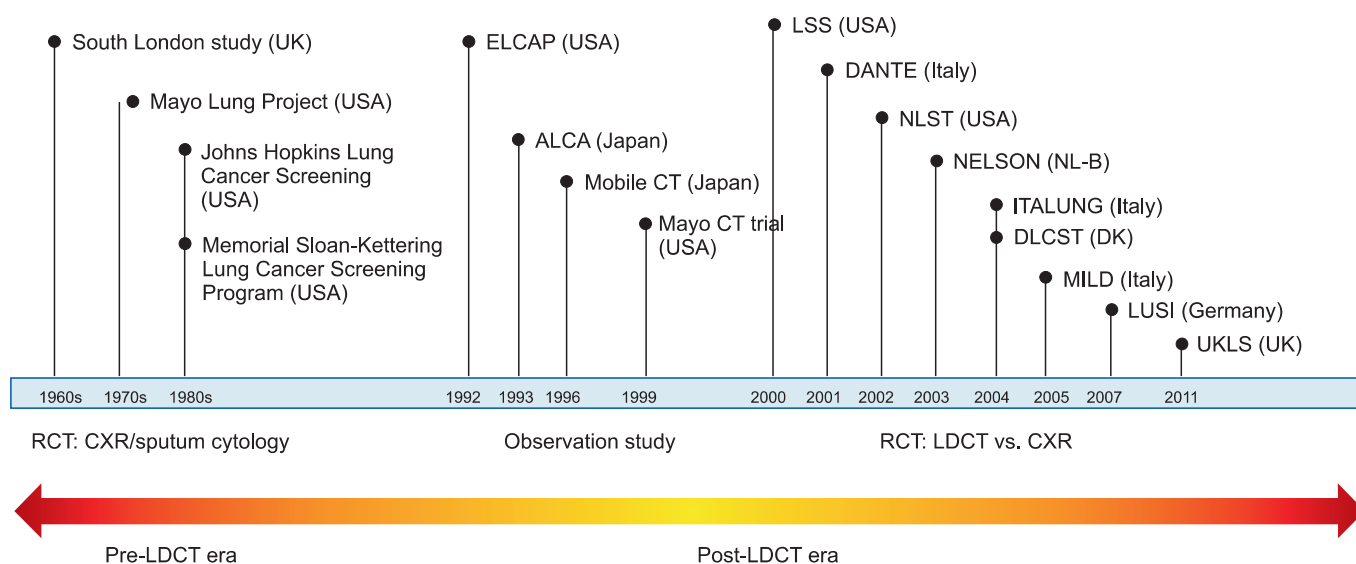 South London study (UK)
Mayo Lung Project (USA)
Johns Hopkins Lung
Cancer Screening
(USA)
Memorial Sloan-Kettering
Lung Cancer Screening
Program (USA)
ELCAP (USA)
ALCA (Japan)
Mobile CT (Japan)
Mayo CT trial
(USA)
LSS (USA)
DANTE (Italy)
NLST (USA)
NELSON (NL-B)
ITALUNG (Italy)
DLCST (DK)
MILD (Italy)
LUSI (Germany)
UKLS (UK)
1960s 1970s 1980s 1992 1993 1996 1999 2000 2001 2002 2003 2004 2005 2007 2011
RCT: CXR/sputum cytology
Observation study
RCT: LDCT vs. CXR
Pre-LDCT era
Post-LDCT era